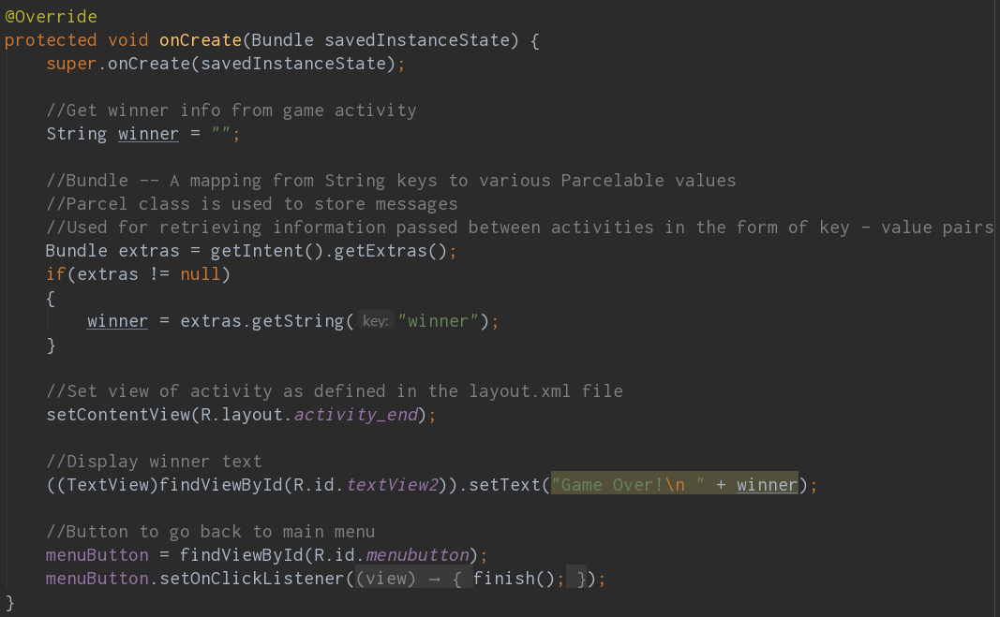 @Override
protected void onCreate(Bundle savedInstanceState) {
super.onCreate(savedInstanceState);
//Get winner info from game activity
String winner = "";
//Bundle -- A mapping from String keys to various Parcelable values
//Parcel class is used to store messages
//Used for retrieving information passed between activities in the form of key - value pairs
Bundle extras = getIntent().getExtras();
if(extras != null)
{
winner = extras.getString( key: "winner");
}
//Set view of activity as defined in the layout.xml file
setContentView(R.layout.activity_end);
//Display winner text
((TextView)findViewById(R.id.textView2)).setText("Game Over!\n " + winner);
//Button to go back to main menu
menuButton = findViewById(R.id.menubutton);
menuButton.setOnClickListener((view) → { finish(); });
}